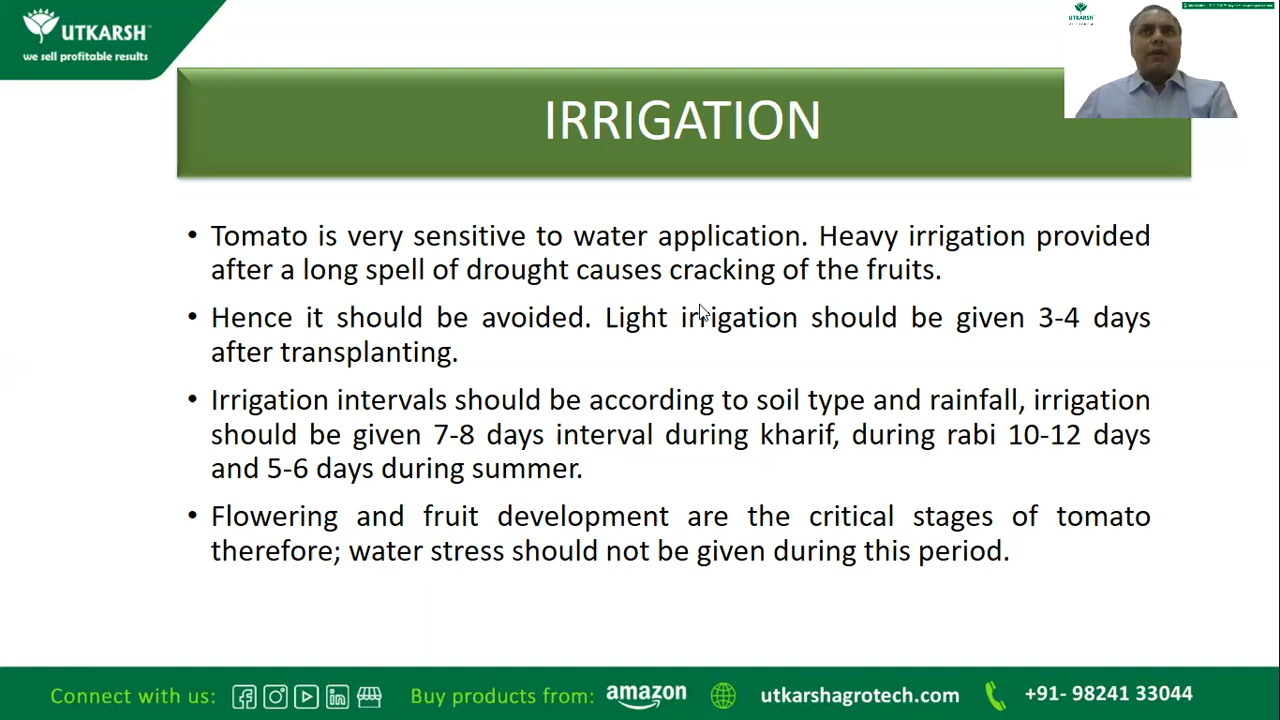 UTKARSH
we sell profitable results
UTKARSH
IRRIGATION
• Tomato is very sensitive to water application. Heavy irrigation provided
after a long spell of drought causes cracking of the fruits.
• Hence it should be avoided. Light irrigation should be given 3-4 days
after transplanting.
• Irrigation intervals should be according to soil type and rainfall, irrigation
should be given 7-8 days interval during kharif, during rabi 10-12 days
and 5-6 days during summer.
• Flowering and fruit development are the critical stages of tomato
therefore; water stress should not be given during this period.
Connect with us: Buy products from: amazon utkarshagrotech.com +91- 98241 33044